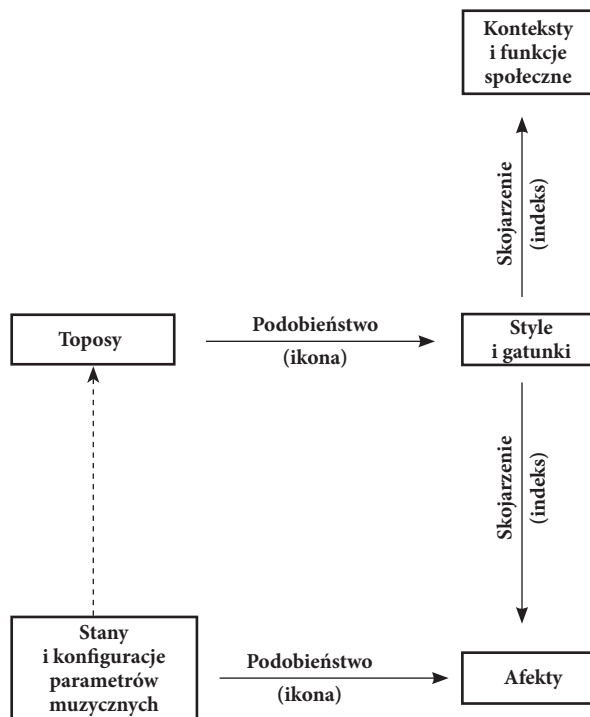 Konteksty
i funkcje
społeczne
Skojarzenie
(indeks)
Toposy
Podobieństwo
(ikona)
Style
i gatunki
Skojarzenie
(indeks)
Stany
i konfiguracje
parametrów
muzycznych
Podobieństwo
(ikona)
Afekty